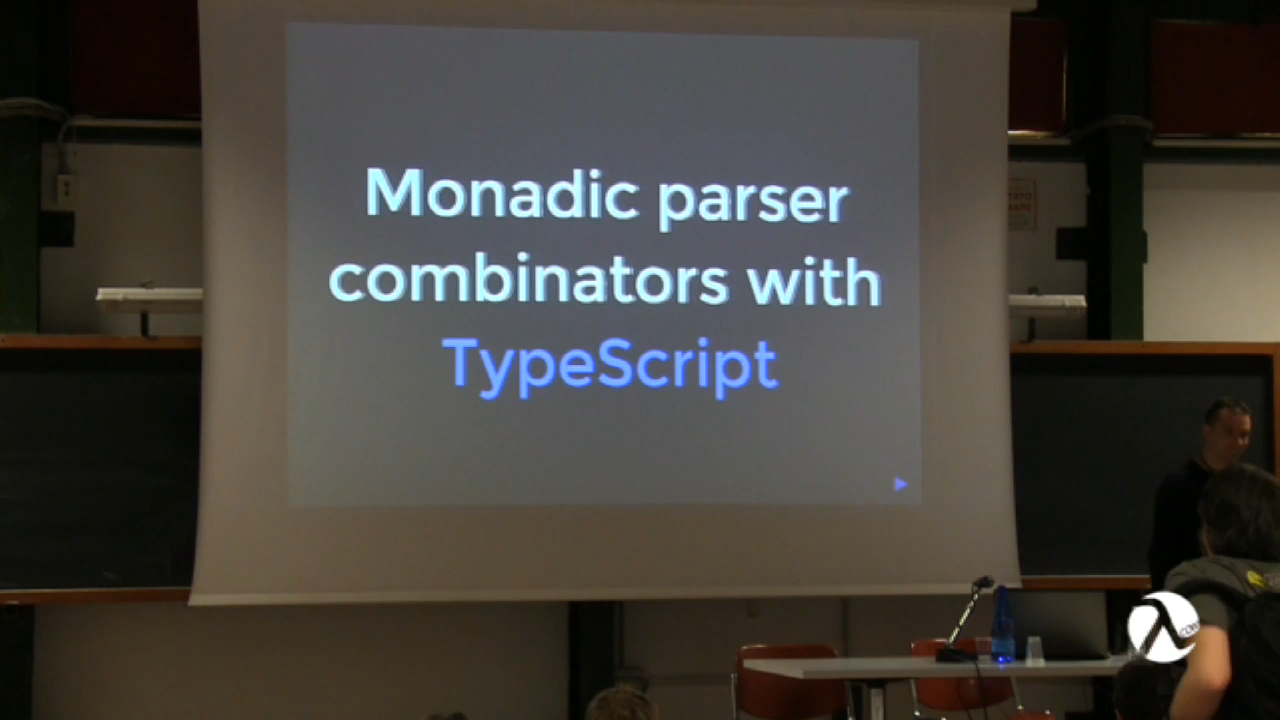 Monadic parser
combinators with
TypeScript
λ